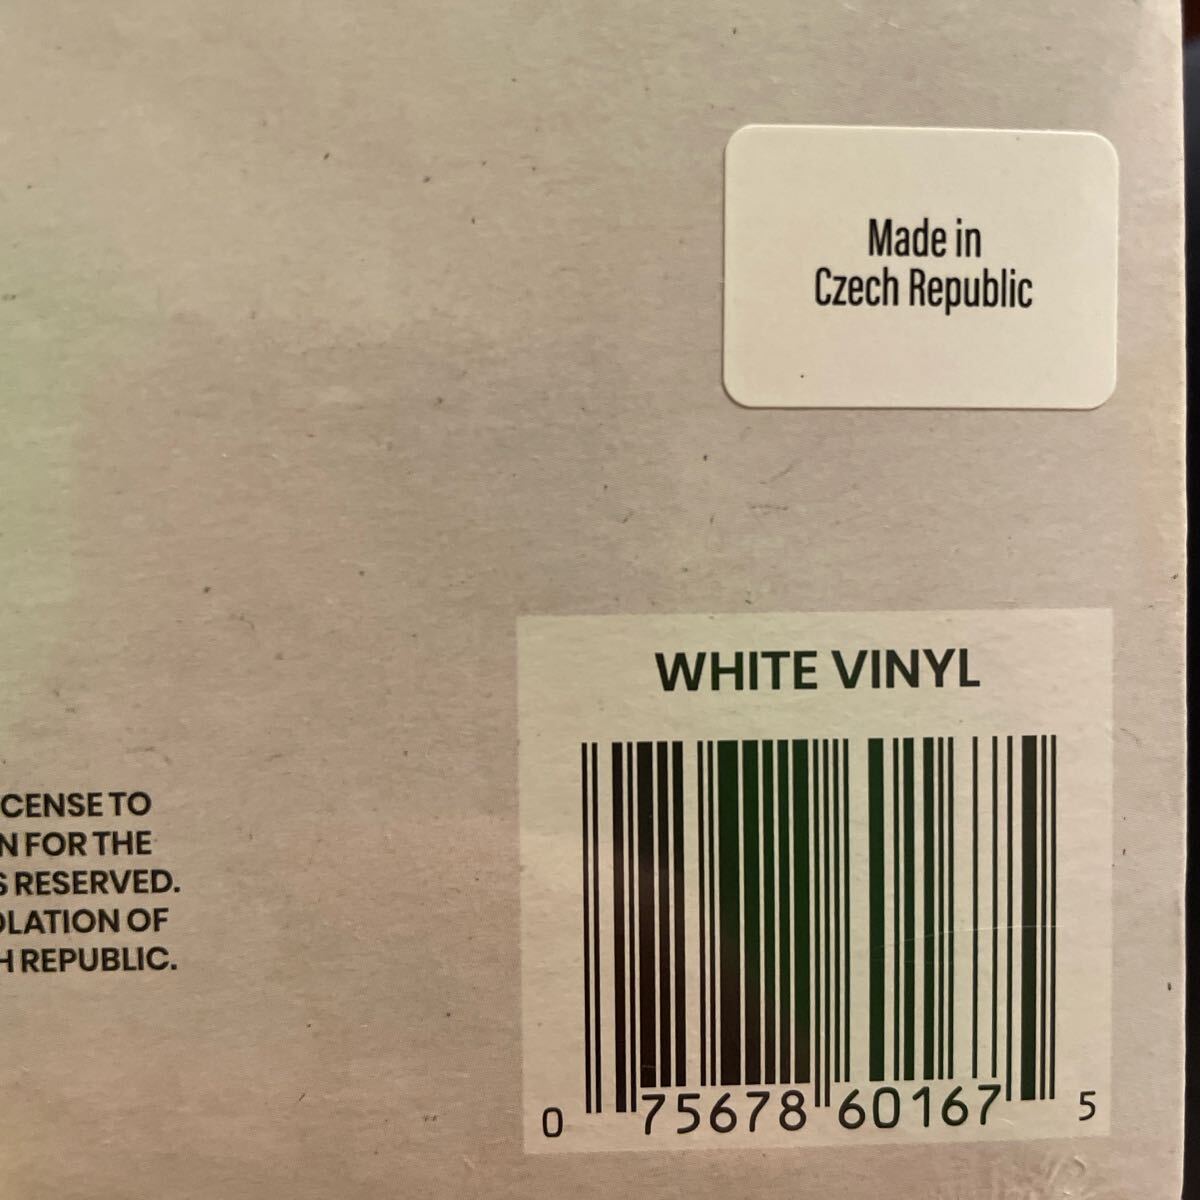 Made in
Czech Republic
WHITE VINYL
CENSE TO
N FOR THE
S RESERVED.
OLATION OF
H REPUBLIC.
0 75678 60167 5